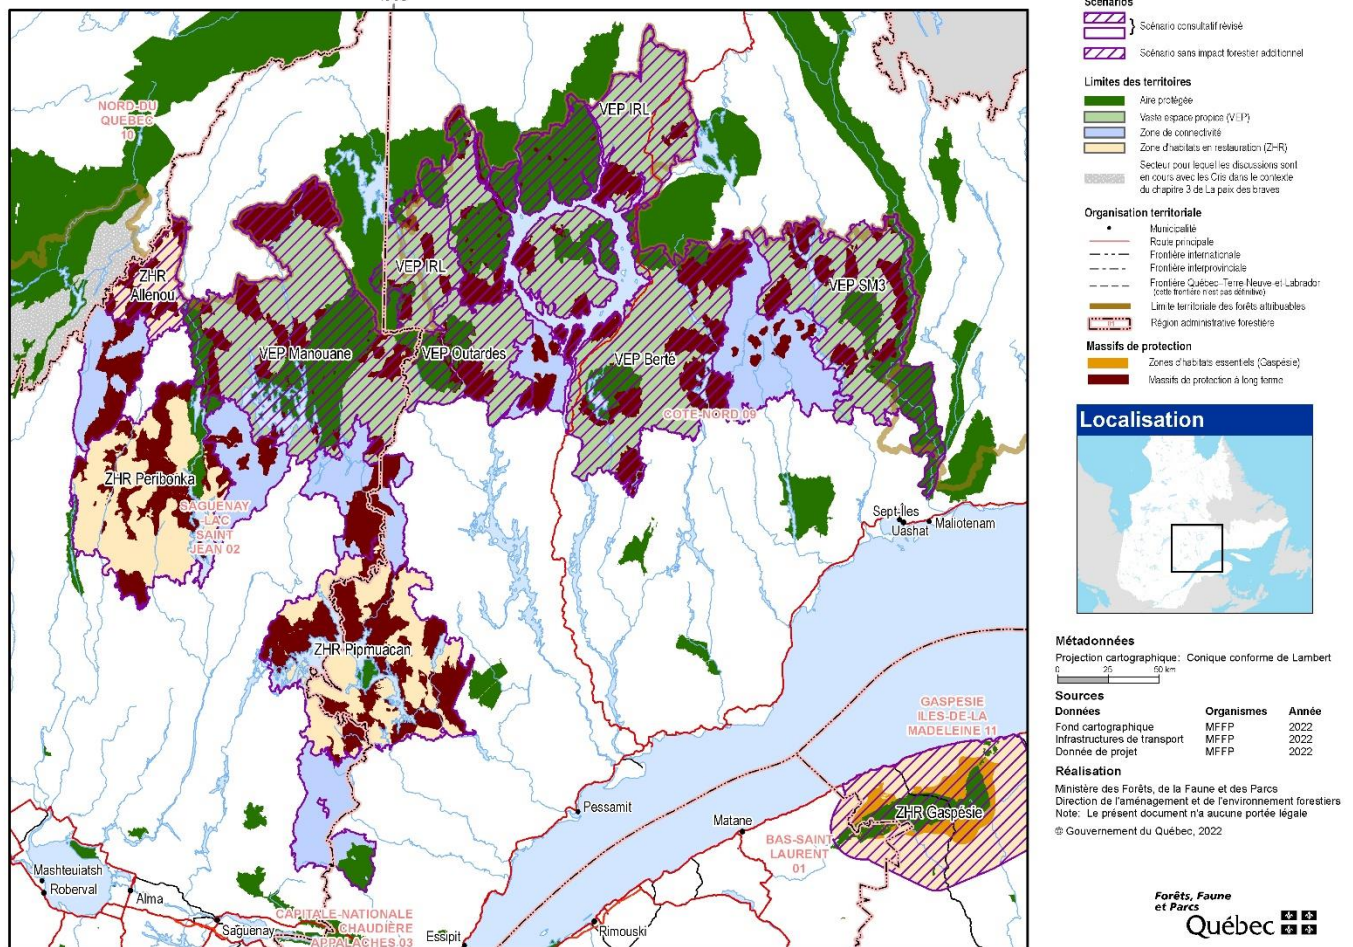 NORD-DU
QUÉBEC
10
VEP IRL
ZHR
Allenou
VEP IRL
VEP SM3
VEP Manouane
VEP Outardes
VEP Berté
CÔTE-NORD 09
ZHR Peribonka
SAGUENAY
LAC
SAINT
JEAN 02
Sept-Îles
Uashat
Maliotenam
ZHR Pipmuacan
GASPÉSIE
ILES-DE-LA
MADELEINE 11
Pessamit
Matane
ZHR Gaspésie
BAS-SAINT
LAURENT
01
Mashteuiatsh
Roberval
Alma
Saguenay
CAPITALE-NATIONALE
CHAUDIÈRE
APPALACHES 03
Essipit
Rimouski
Scénarios
Scénario consultatif révisé
Scénario sans impact forestier additionnel
Limites des territoires
Aire protégée
Vaste espace propice (VEP)
Zone de connectivité
Zone d'habitats en restauration (ZHR)
Secteur pour lequel les discussions sont
en cours avec les Cris dans le contexte
du chapitre 3 de La paix des braves
Organisation territoriale
Municipalité
Route principale
Frontière internationale
Frontière interprovinciale
Frontière Québec-Terre-Neuve-et-Labrador
(cette frontière n'est pas définitive)
Limite territoriale des forêts attribuables
Région administrative forestière
Massifs de protection
Zones d'habitats essentiels (Gaspésie)
Massifs de protection à long terme
Localisation
Métadonnées
Projection cartographique: Conique conforme de Lambert
0 25 50 km
Sources
Données Organismes Année
Fond cartographique MFFP 2022
Infrastructures de transport MFFP 2022
Donnée de projet MFFP 2022
Réalisation
Ministère des Forêts, de la Faune et des Parcs
Direction de l'aménagement et de l'environnement forestiers
Note: Le présent document n'a aucune portée légale
© Gouvernement du Québec, 2022
Forêts, Faune
et Parcs
Québec